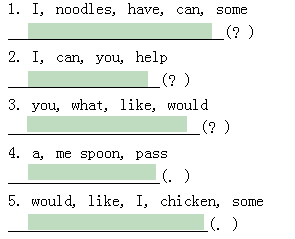 1. I, noodles, have, can, some
(? )
2. I, can, you, help
(? )
3. you, what, like, would
(? )
4. a, me spoon, pass
(. )
5. would, like, I, chicken, some
(. )